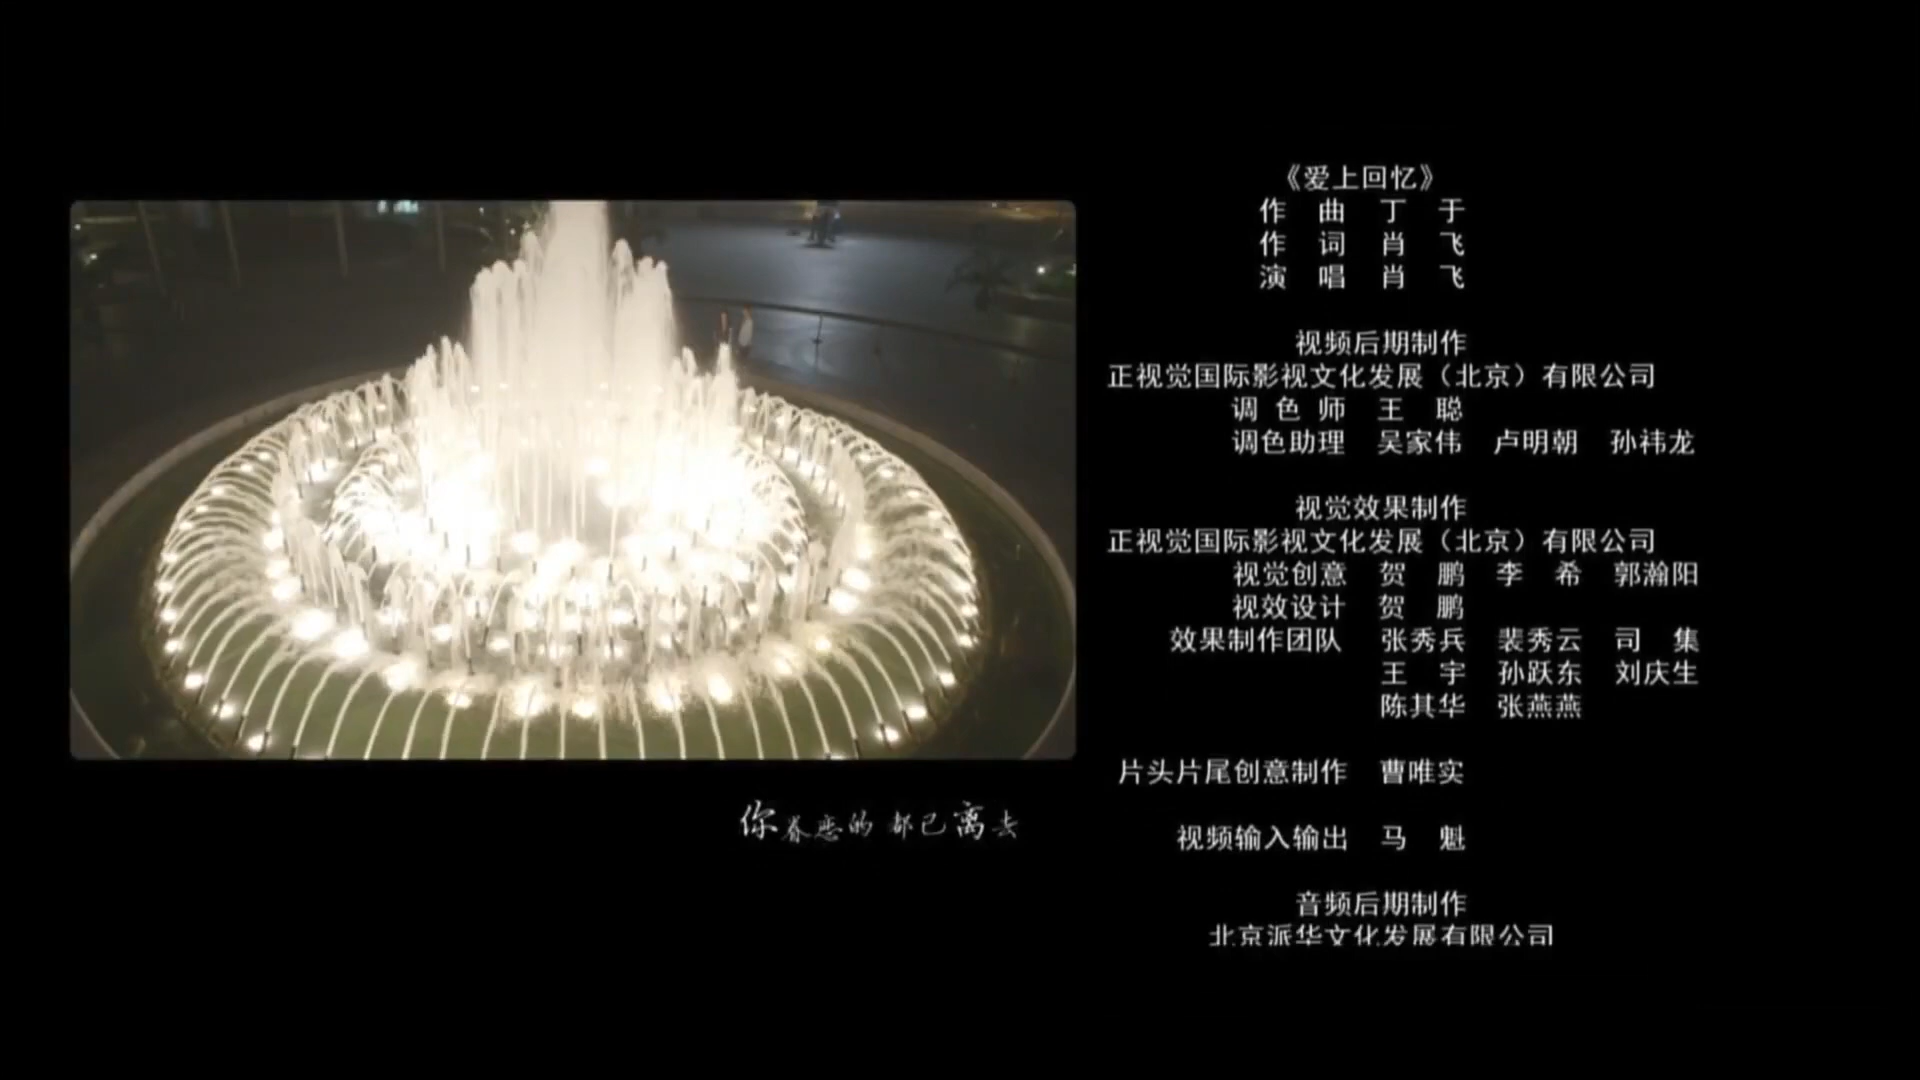 《爱上回忆》
作 曲 丁 于
作 词 肖 飞
演 唱 肖 飞
视频后期制作
正视觉国际影视文化发展（北京）有限公司
调 色 师 王 聪
调色助理 吴家伟 卢明朝 孙祎龙
视觉效果制作
正视觉国际影视文化发展（北京）有限公司
视觉创意 贺 鹏 李 希 郭瀚阳
视效设计 贺 鹏
效果制作团队 张秀兵 裴秀云 司 集
王 宇 孙跃东 刘庆生
陈其华 张燕燕
片头片尾创意制作 曹唯实
视频输入输出 马 魁
音频后期制作
北京派华文化发展有限公司
你眷恋的 都已离去